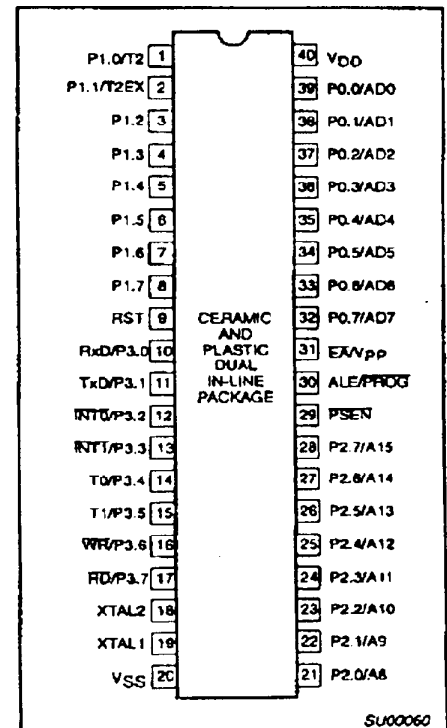 P1.0/T2 1
P1.1/T2EX 2
P1.2 3
P1.3 4
P1.4 5
P1.5 6
P1.6 7
P1.7 8
RST 9
RxD/P3.0 10
TxD/P3.1 11
INT0/P3.2 12
INT1/P3.3 13
T0/P3.4 14
T1/P3.5 15
WR/P3.6 16
RD/P3.7 17
XTAL2 18
XTAL1 19
VSS 20
CERAMIC
AND
PLASTIC
DUAL
IN-LINE
PACKAGE
40 VDD
39 P0.0/AD0
38 P0.1/AD1
37 P0.2/AD2
36 P0.3/AD3
35 P0.4/AD4
34 P0.5/AD5
33 P0.6/AD6
32 P0.7/AD7
31 EA/VPP
30 ALE/PROG
29 PSEN
28 P2.7/A15
27 P2.6/A14
26 P2.5/A13
25 P2.4/A12
24 P2.3/A11
23 P2.2/A10
22 P2.1/A9
21 P2.0/A8
SU00060